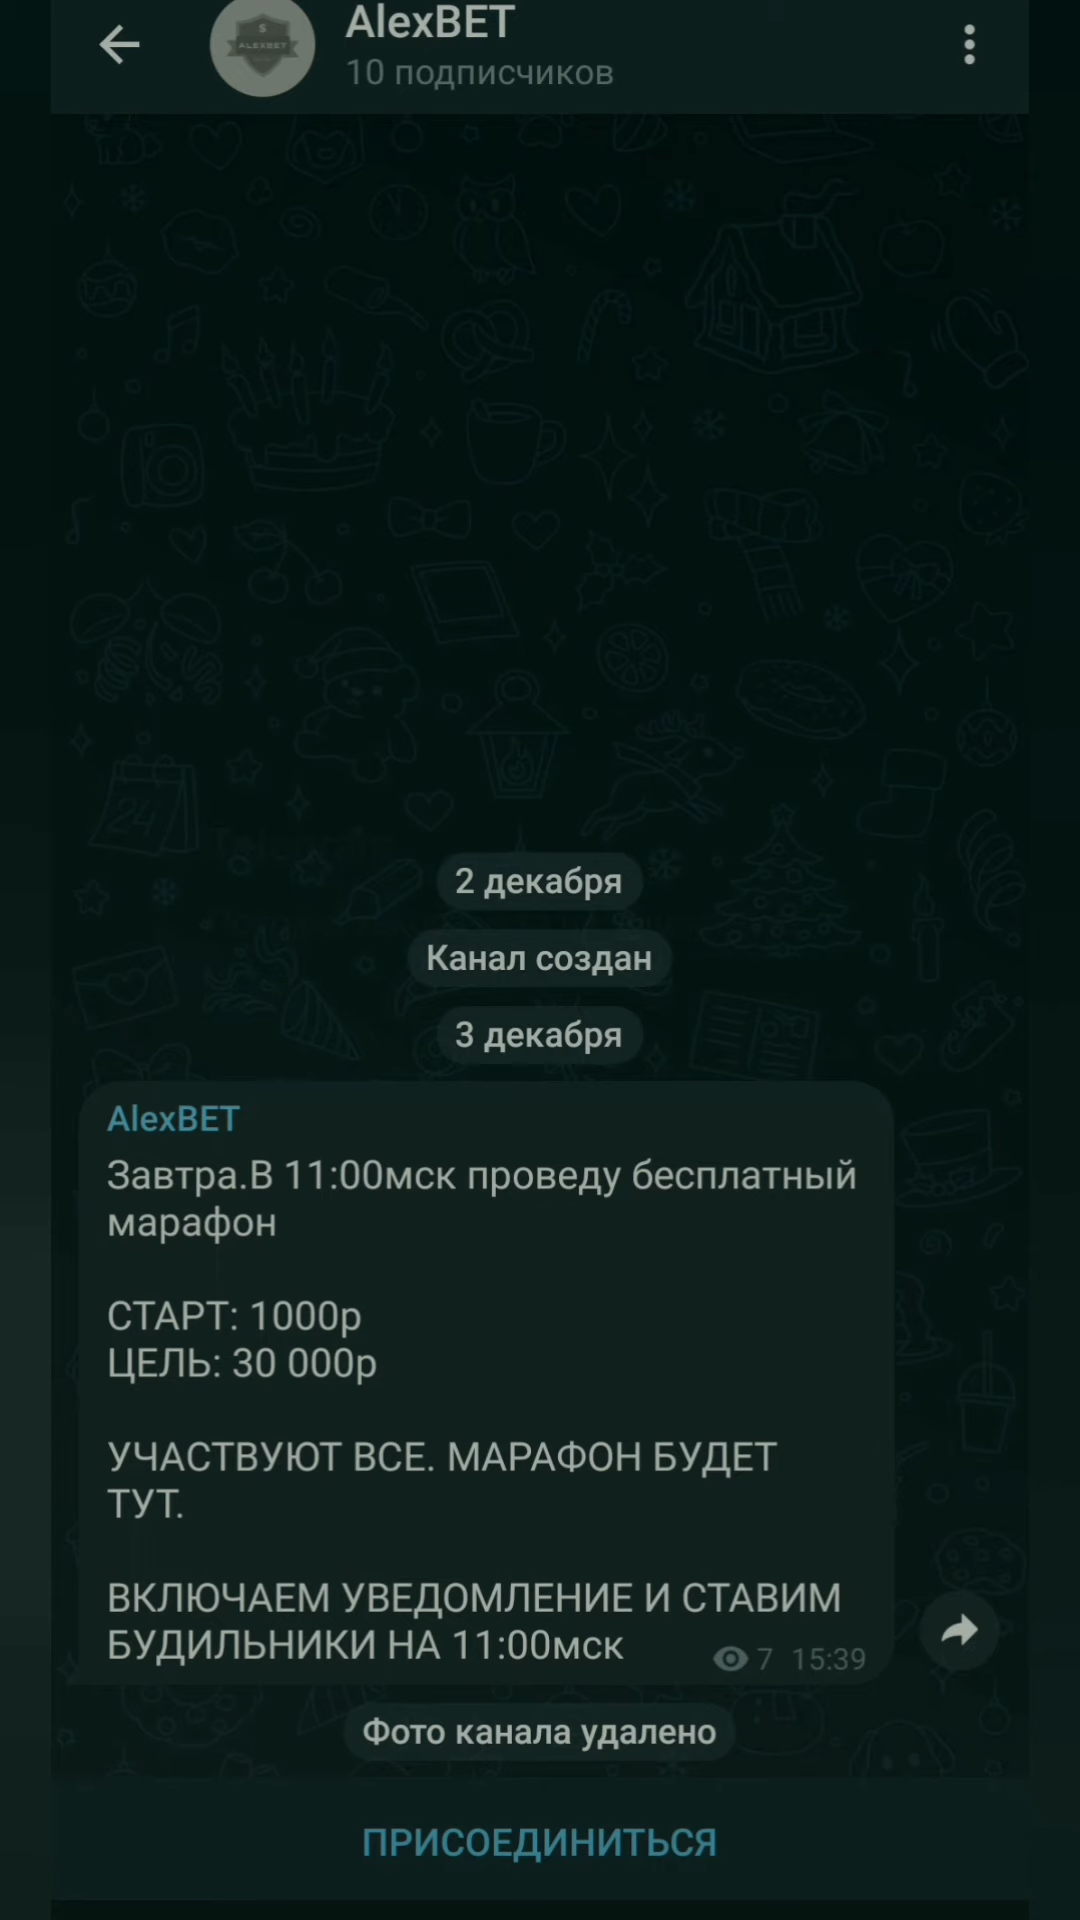 AlexBET
S
ALEXBET
10 подписчиков
24
2 декабря
Канал создан
3 декабря
AlexBET
Завтра.В 11:00мск проведу бесплатный
марафон
СТАРТ: 1000р
ЦЕЛЬ: 30 000р
УЧАСТВУЮТ ВСЕ. МАРАФОН БУДЕТ
ТУТ.
ВКЛЮЧАЕМ УВЕДОМЛЕНИЕ И СТАВИМ
БУДИЛЬНИКИ НА 11:00мск
7 15:39
Фото канала удалено
ПРИСОЕДИНИТЬСЯ